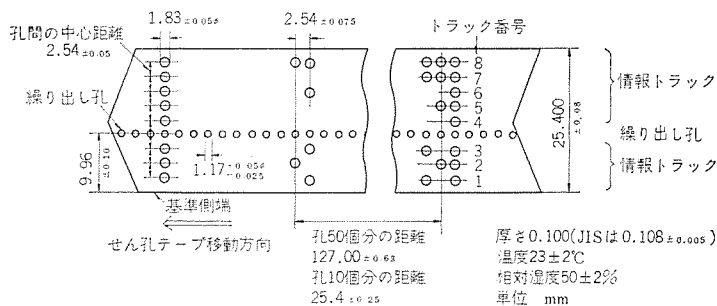 1.83±0.05φ
2.54±0.075
孔間の中心距離
2.54±0.05
トラック番号
8
7
6
5
4
3
2
1
情報トラック
繰り出し孔
情報トラック
25.400±0.08
繰り出し孔
9.96±0.10
1.17-0.05φ-0.025
基準側端
せん孔テープ移動方向
孔50個分の距離
127.00±0.63
孔10個分の距離
25.4±0.25
厚さ0.100(JISは0.108±0.005)
温度23±2℃
相対湿度50±2%
単位 mm